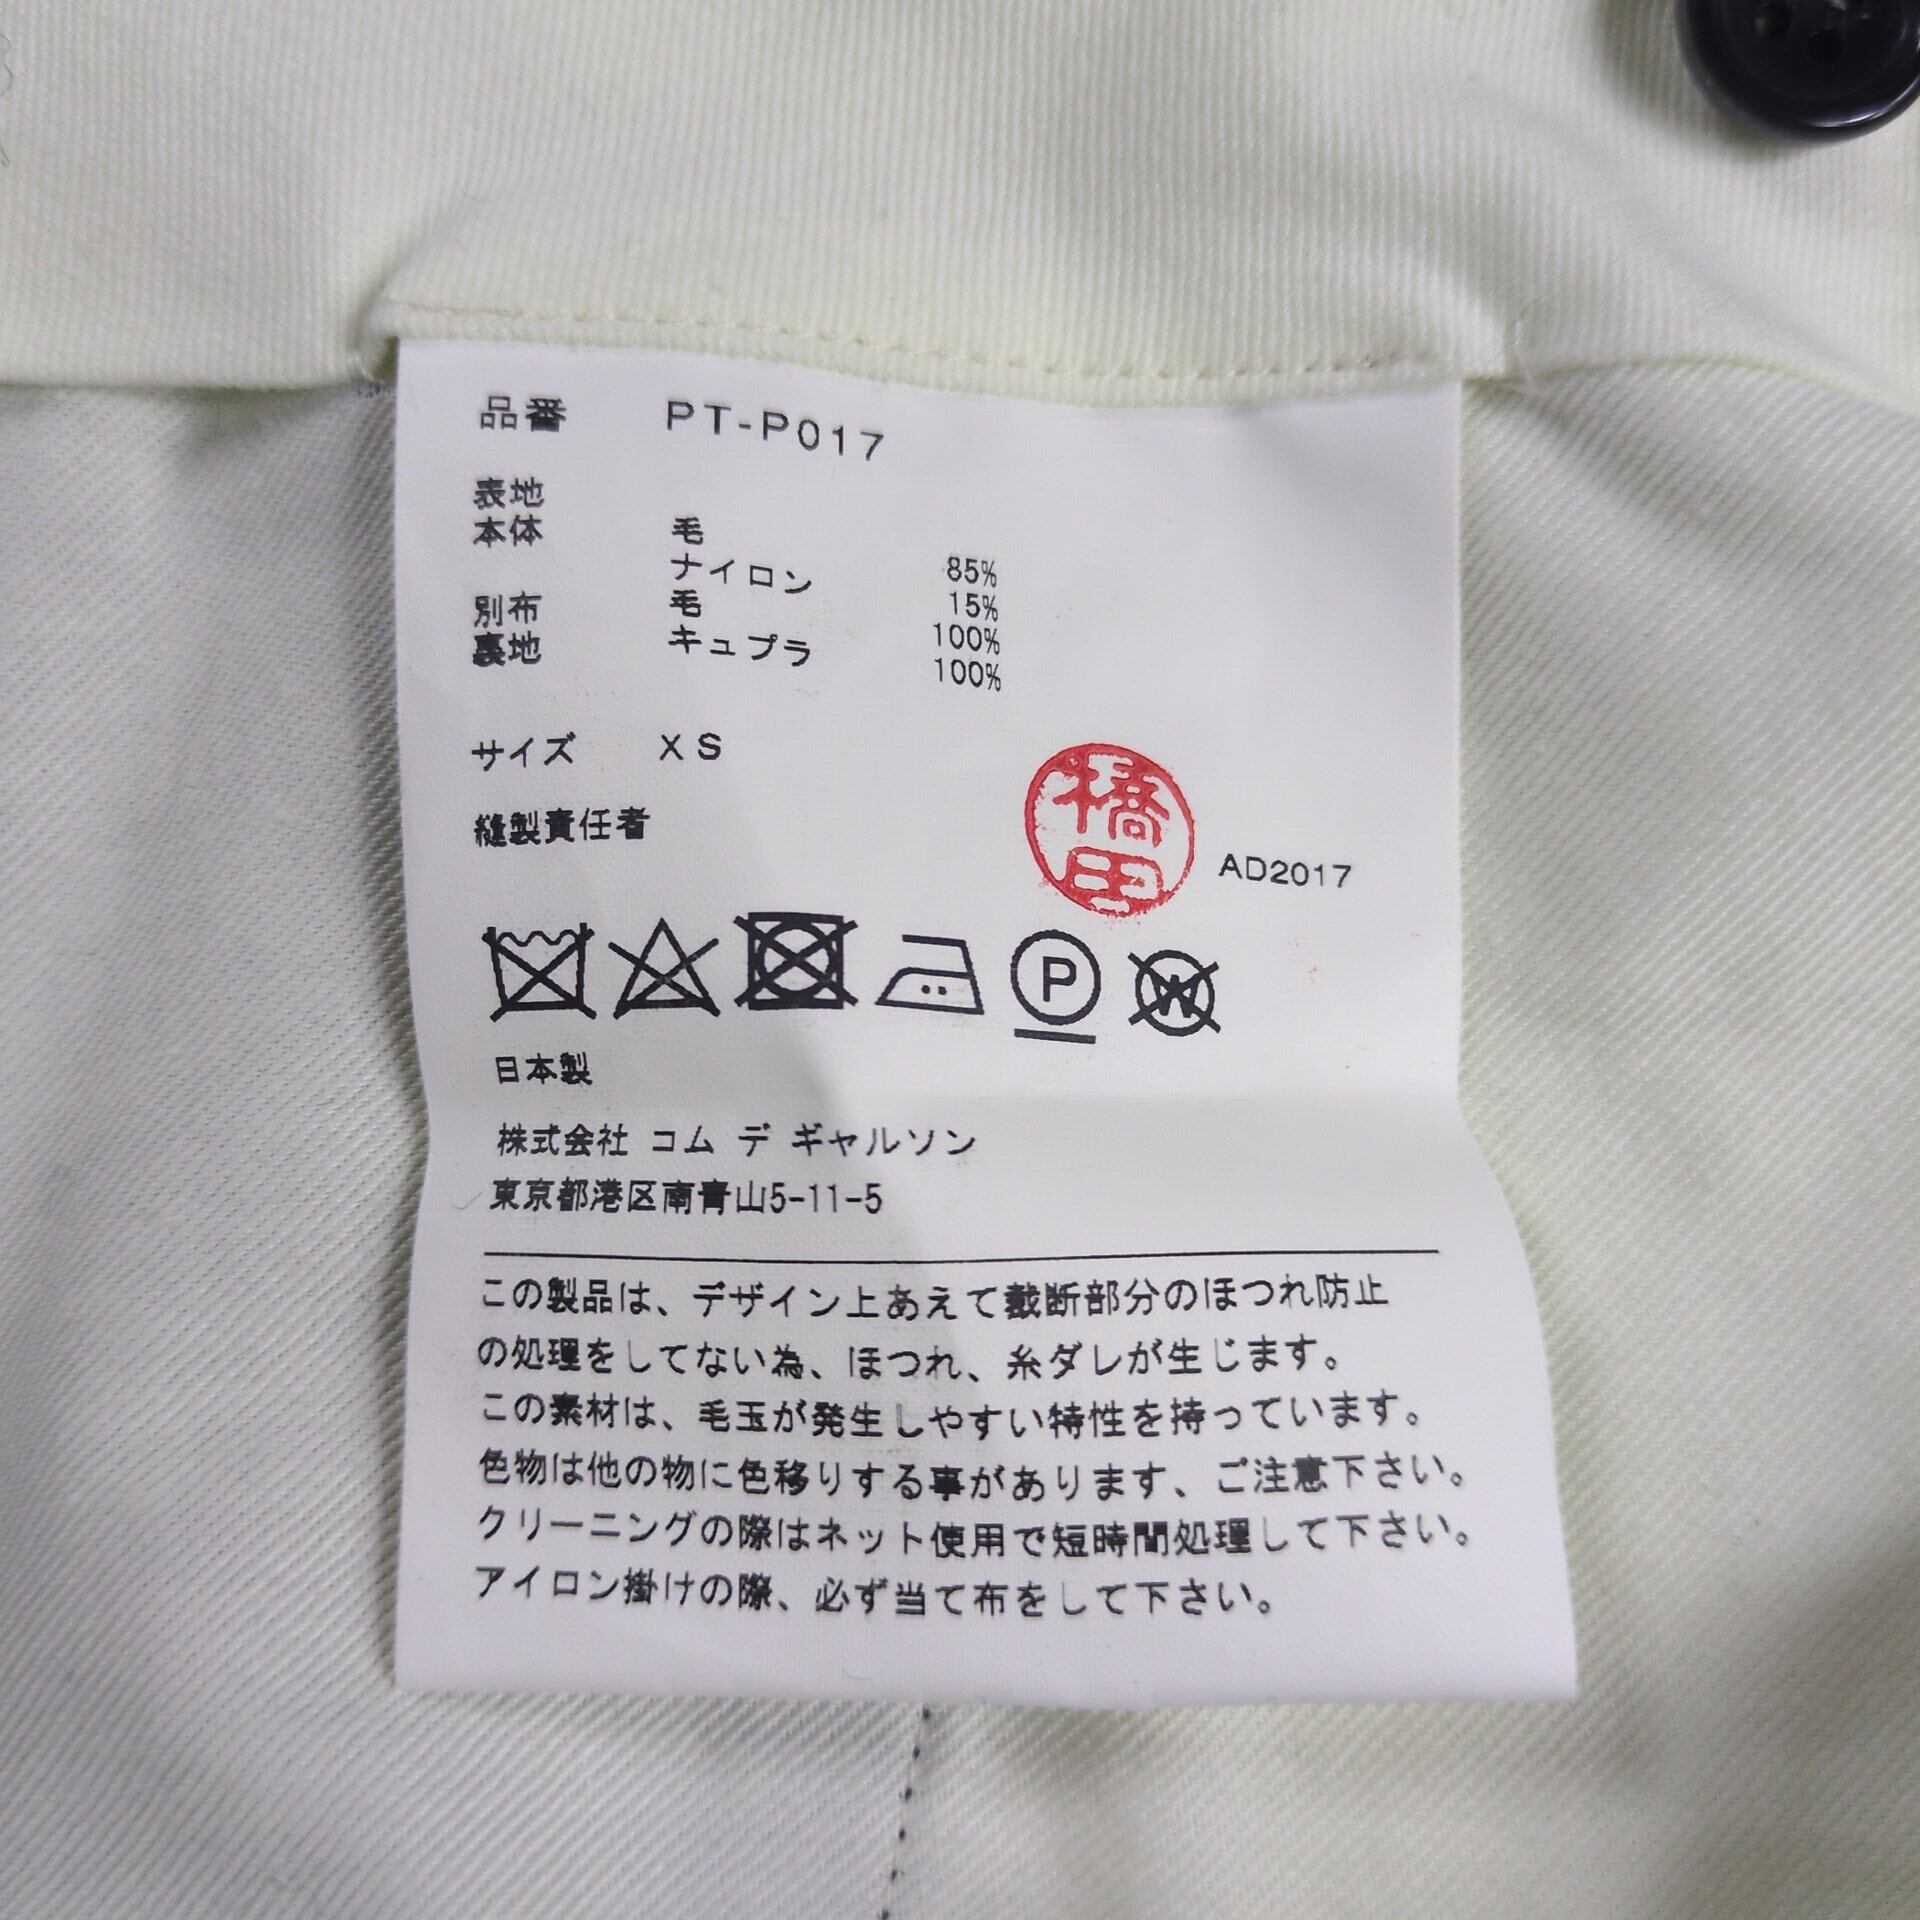 品番 PT-P017
表地
本体 毛 85%
ナイロン 15%
別布 毛 100%
裏地 キュプラ 100%
サイズ XS
縫製責任者 橋田 AD2017
P W
日本製
株式会社 コム デ ギャルソン
東京都港区南青山5-11-5
この製品は、デザイン上あえて裁断部分のほつれ防止
の処理をしてない為、ほつれ、糸ダレが生じます。
この素材は、毛玉が発生しやすい特性を持っています。
色物は他の物に色移りする事があります、ご注意下さい。
クリーニングの際はネット使用で短時間処理して下さい。
アイロン掛けの際、必ず当て布をして下さい。